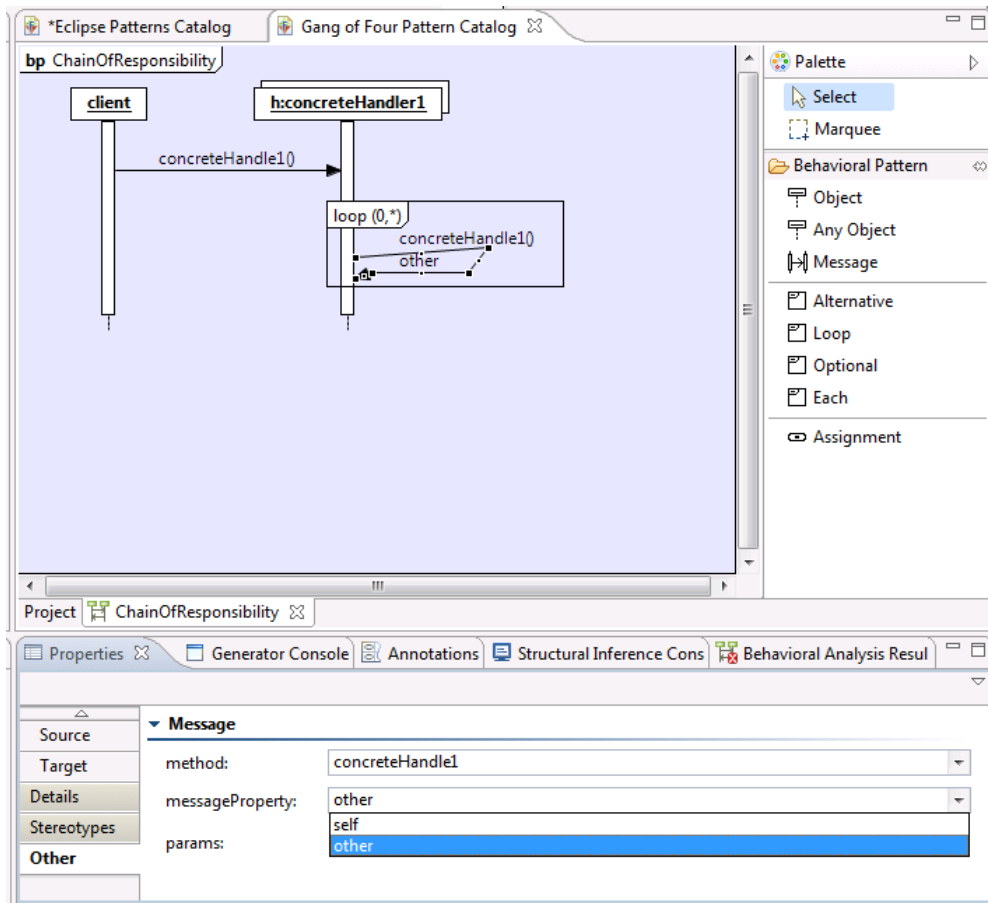 *Eclipse Patterns Catalog
Gang of Four Pattern Catalog
bp ChainOfResponsibility
client
h:concreteHandler1
concreteHandle1()
loop (0,*)
concreteHandle1()
other
Palette
Select
Marquee
Behavioral Pattern
Object
Any Object
Message
Alternative
Loop
Optional
Each
Assignment
Project
ChainOfResponsibility
Properties
Generator Console
Annotations
Structural Inference Cons
Behavioral Analysis Resul
Source
Target
Details
Stereotypes
Other
Message
method:
concreteHandle1
messageProperty:
other
self
other
params: